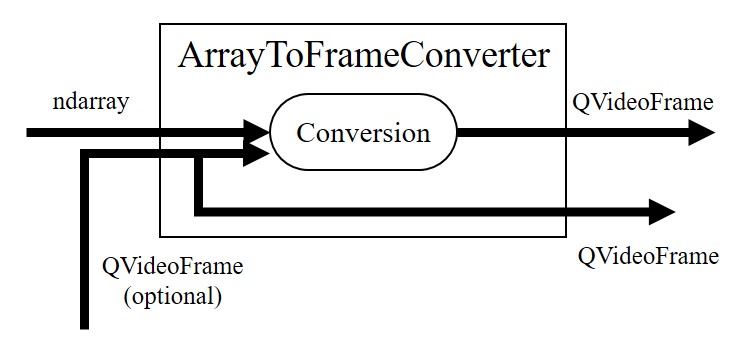 ArrayToFrameConverter
ndarray
QVideoFrame
Conversion
QVideoFrame
QVideoFrame
(optional)